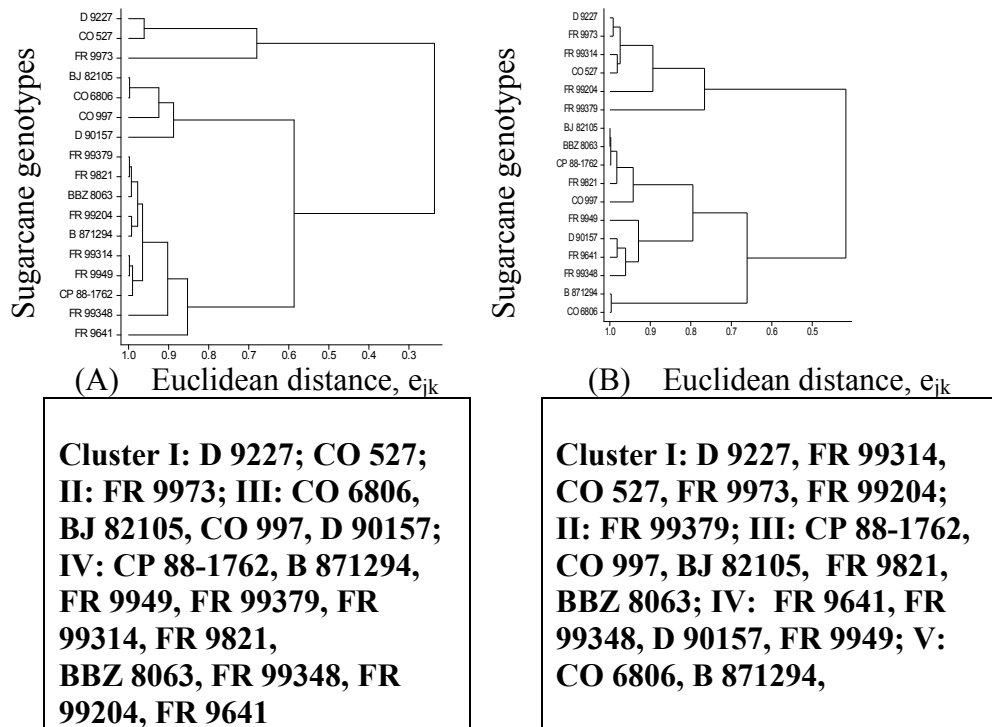 Sugarcane genotypes
D 9227
CO 527
FR 9973
BJ 82105
CO 6806
CO 997
D 90157
FR 99379
FR 9821
BBZ 8063
FR 99204
B 871294
FR 99314
FR 9949
CP 88-1762
FR 99348
FR 9641
1.0 0.9 0.8 0.7 0.6 0.5 0.4 0.3
(A) Euclidean distance, ejk
Cluster I: D 9227; CO 527;
II: FR 9973; III: CO 6806,
BJ 82105, CO 997, D 90157;
IV: CP 88-1762, B 871294,
FR 9949, FR 99379, FR
99314, FR 9821,
BBZ 8063, FR 99348, FR
99204, FR 9641
Sugarcane genotypes
D 9227
FR 9973
FR 99314
CO 527
FR 99204
FR 99379
BJ 82105
BBZ 8063
CP 88-1762
FR 9821
CO 997
FR 9949
D 90157
FR 9641
FR 99348
B 871294
CO 6806
1.0 0.9 0.8 0.7 0.6 0.5
(B) Euclidean distance, ejk
Cluster I: D 9227, FR 99314,
CO 527, FR 9973, FR 99204;
II: FR 99379; III: CP 88-1762,
CO 997, BJ 82105, FR 9821,
BBZ 8063; IV: FR 9641, FR
99348, D 90157, FR 9949; V:
CO 6806, B 871294,